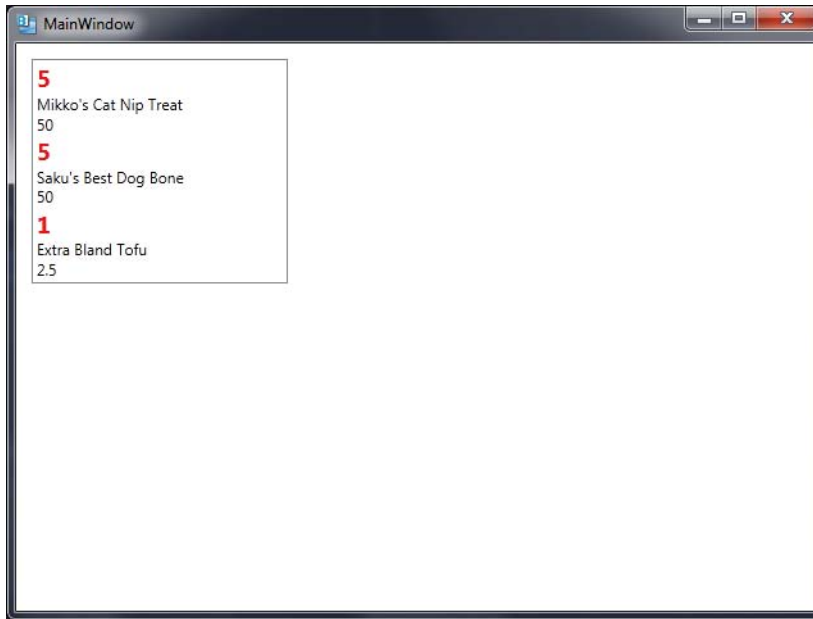 MainWindow
5
Mikko's Cat Nip Treat
50
5
Saku's Best Dog Bone
50
1
Extra Bland Tofu
2.5